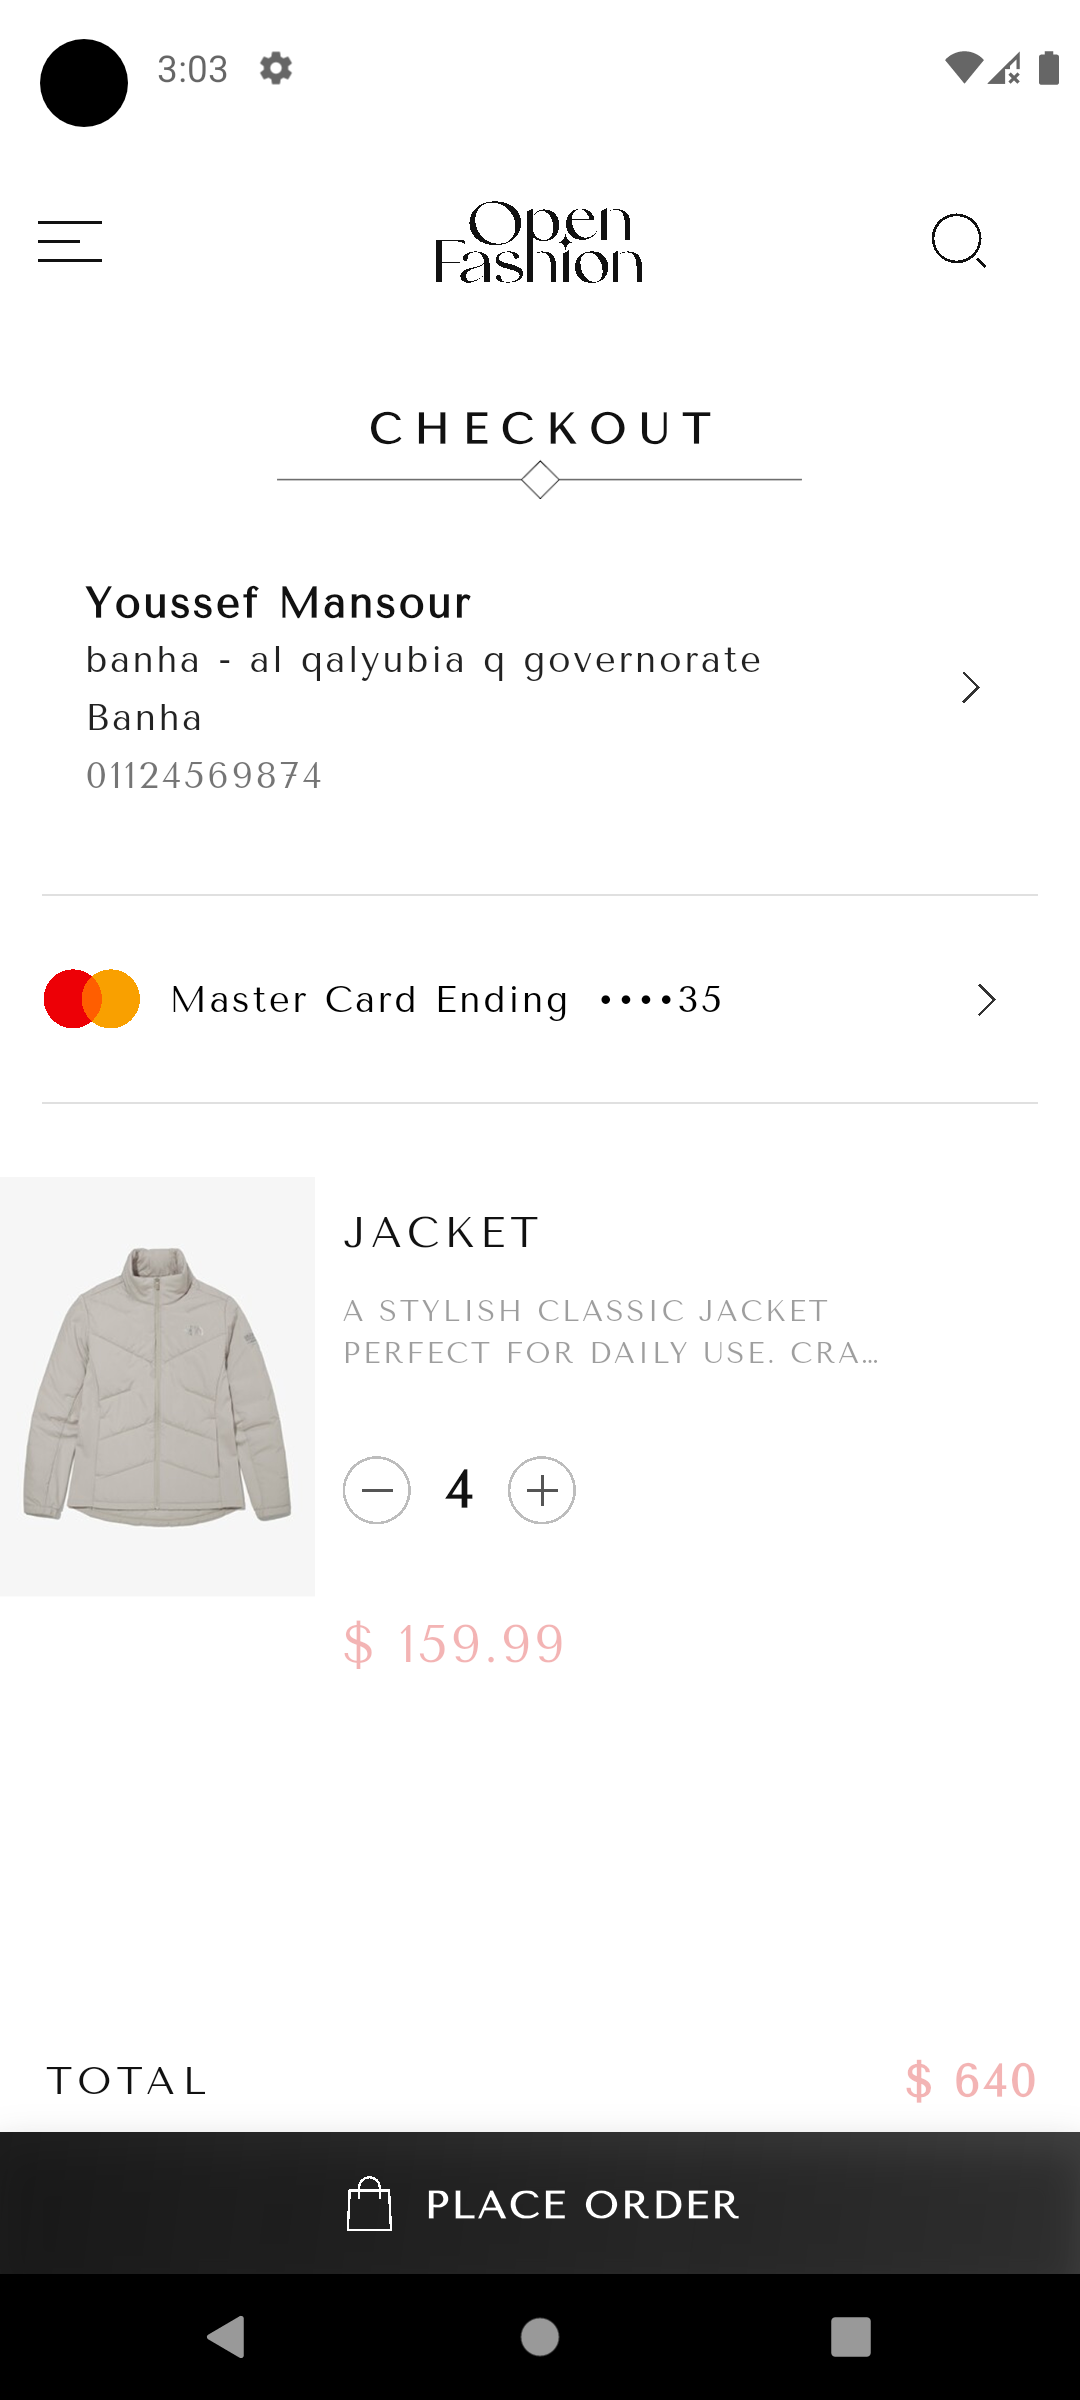 3:03
Open
Fashion
CHECKOUT
Youssef Mansour
banha - al qalyubia q governorate
Banha
01124569874
Master Card Ending ••••35
JACKET
A STYLISH CLASSIC JACKET
PERFECT FOR DAILY USE. CRA...
4
$ 159.99
TOTAL
$ 640
PLACE ORDER